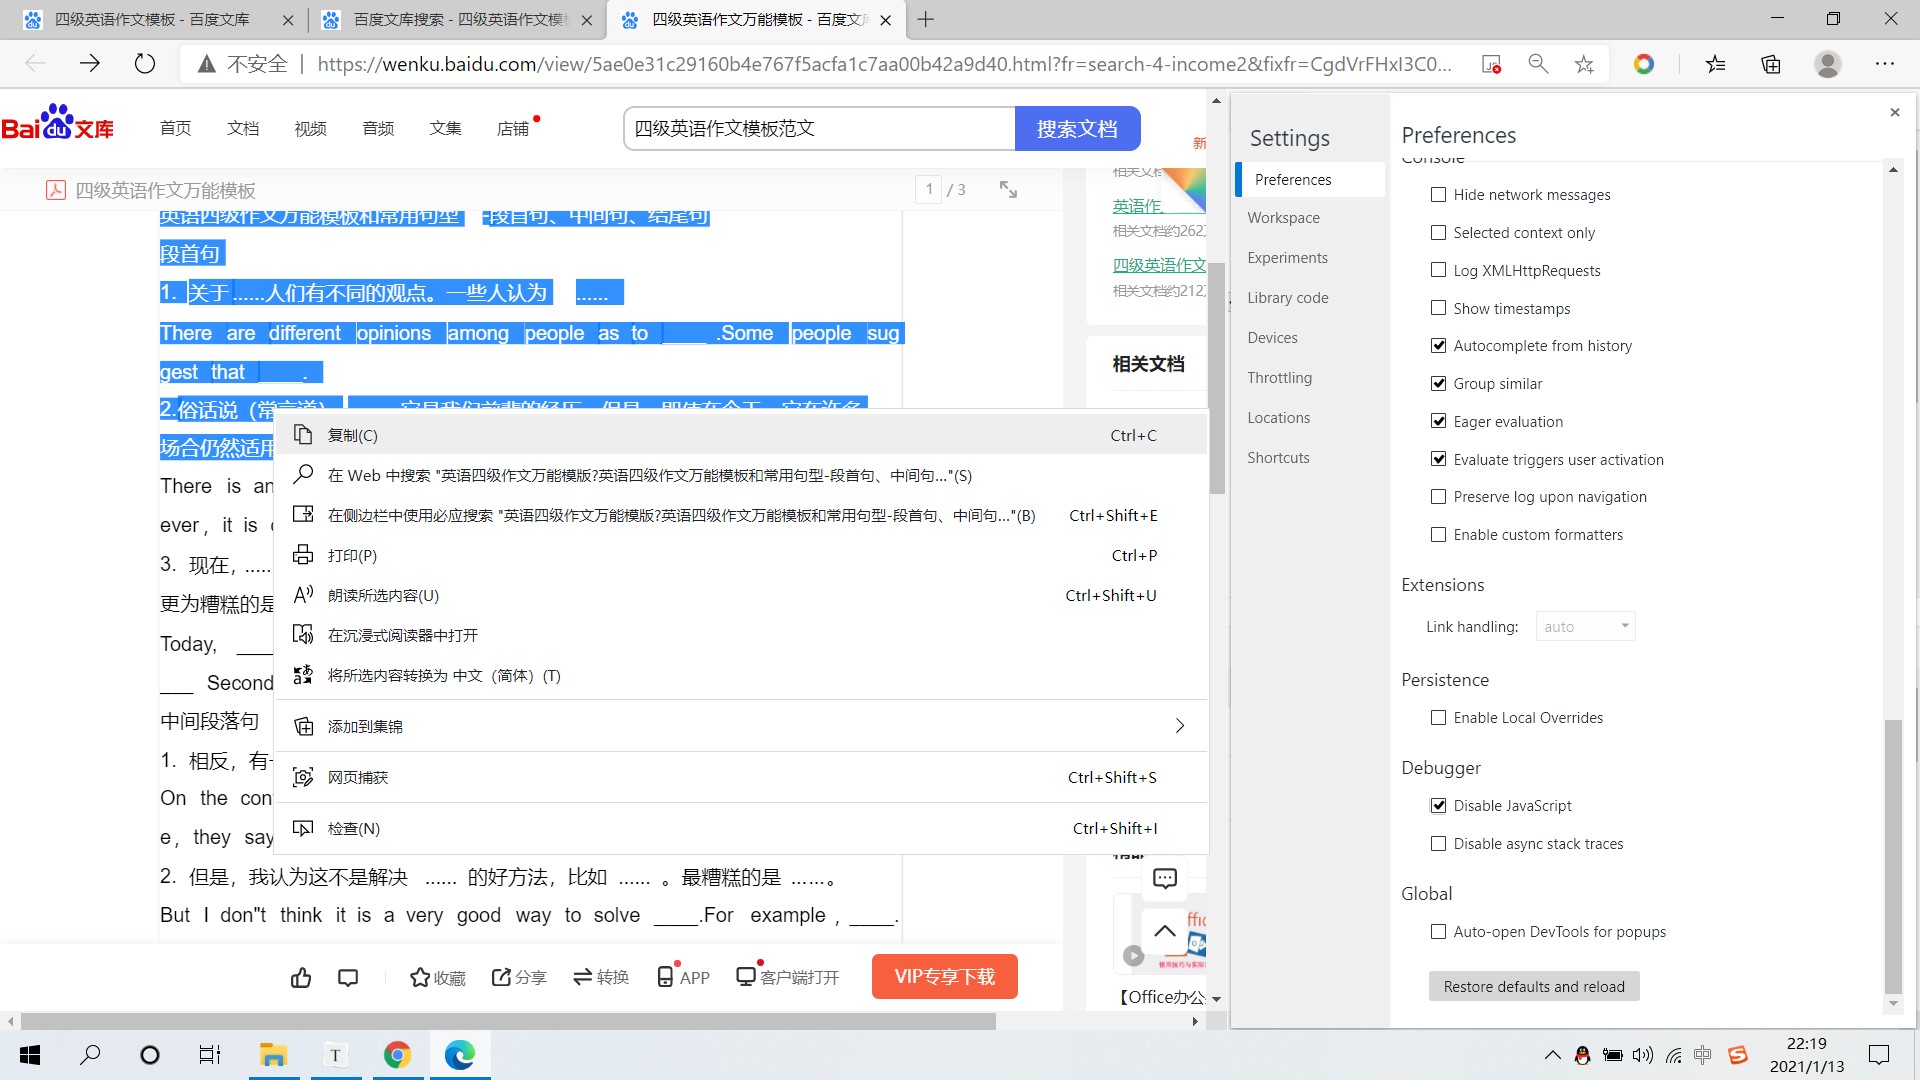 四级英语作文模板 - 百度文库
百度文库搜索 - 四级英语作文模
四级英语作文万能模板 - 百度文
不安全
https://wenku.baidu.com/view/5ae0e31c29160b4e767f5acfa1c7aa00b42a9d40.html?fr=search-4-income2&fixfr=CgdVrFHxI3C0...
Bai du 文库
首页 文档 视频 音频 文集 店铺
四级英语作文模板范文
搜索文档
新
四级英语作文万能模板
1 / 3
英语四级作文万能模板和常用句型 -段首句、中间句、结尾句
段首句
1. 关于......人们有不同的观点。一些人认为 ......
There are different opinions among people as to ____ .Some people sug
gest that ____.
2.俗话说（常言道） ......它是我们前辈的经历，但是，即使在今天，它在许多
场合仍然适用
There is an
ever, it is
3. 现在，.....
更为糟糕的是
Today, ___
___ Second
中间段落句
1. 相反，有
On the con
e, they say
2. 但是，我认为这不是解决 ...... 的好方法，比如 ...... 。最糟糕的是 ......。
But I don"t think it is a very good way to solve ____.For example , ____.
复制(C) Ctrl+C
在 Web 中搜索 "英语四级作文万能模版?英语四级作文万能模板和常用句型-段首句、中间句..."(S)
在侧边栏中使用必应搜索 "英语四级作文万能模版?英语四级作文万能模板和常用句型-段首句、中间句..."(B) Ctrl+Shift+E
打印(P) Ctrl+P
朗读所选内容(U) Ctrl+Shift+U
在沉浸式阅读器中打开
将所选内容转换为 中文（简体）(T)
添加到集锦
网页捕获 Ctrl+Shift+S
检查(N) Ctrl+Shift+I
相关文档
英语作
相关文档约262
四级英语作文
相关文档约212
相关文档
【Office办公
收藏 分享 转换 APP 客户端打开
VIP专享下载
Settings
Preferences
Workspace
Experiments
Library code
Devices
Throttling
Locations
Shortcuts
Preferences
Console
Hide network messages
Selected context only
Log XMLHttpRequests
Show timestamps
Autocomplete from history
Group similar
Eager evaluation
Evaluate triggers user activation
Preserve log upon navigation
Enable custom formatters
Extensions
Link handling: auto
Persistence
Enable Local Overrides
Debugger
Disable JavaScript
Disable async stack traces
Global
Auto-open DevTools for popups
Restore defaults and reload
T
中
22:19
2021/1/13